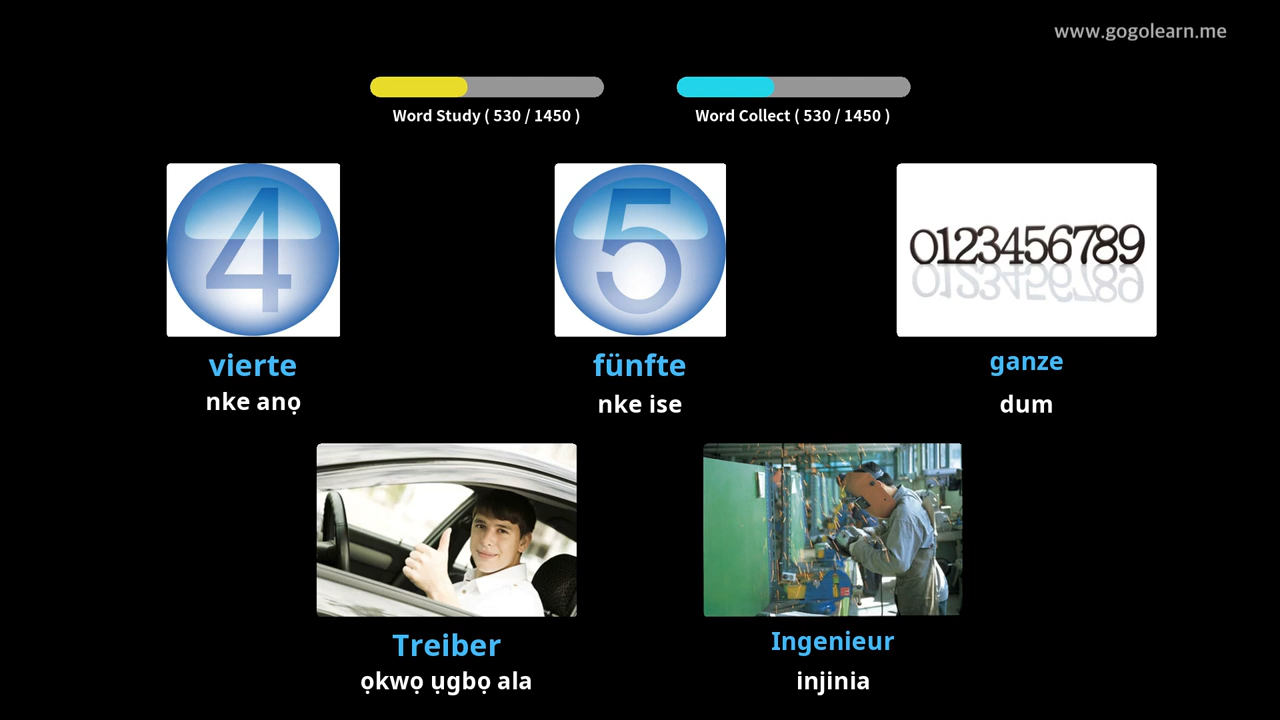 www.gogolearn.me
Word Study ( 530 / 1450 )
Word Collect ( 530 / 1450 )
4
5
0123456789
vierte
fünfte
ganze
nke anọ
nke ise
dum
Treiber
Ingenieur
ọkwọ ụgbọ ala
injinia